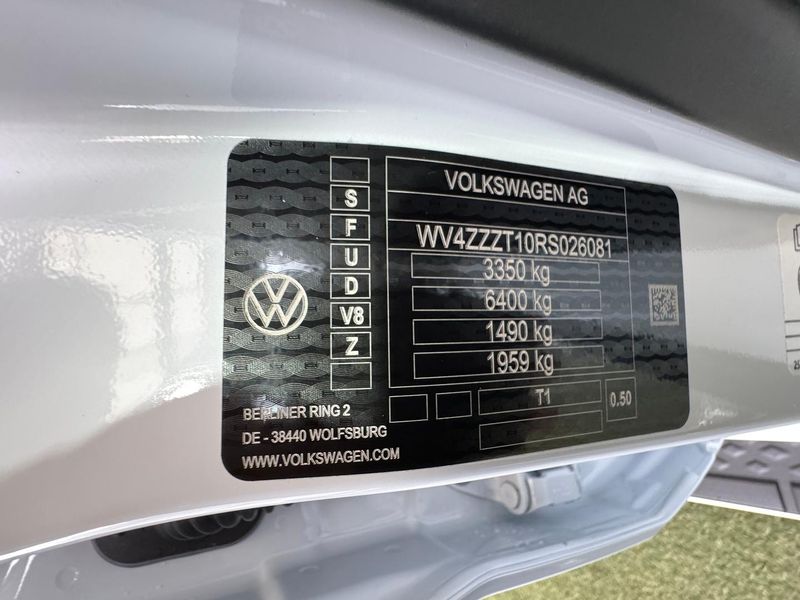 VOLKSWAGEN AG
WV4ZZZT10RS026081
3350 kg
6400 kg
1490 kg
1959 kg
T1
0.50
S
F
U
D
V8
Z
BERLINER RING 2
DE - 38440 WOLFSBURG
WWW.VOLKSWAGEN.COM